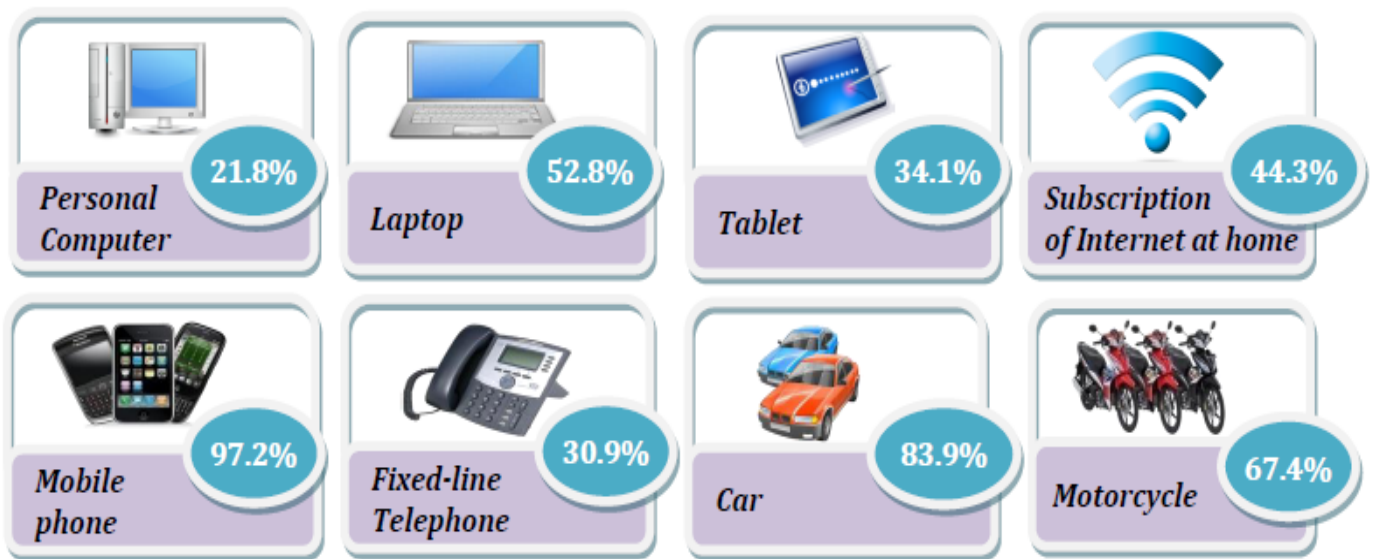 21.8%
Personal
Computer
52.8%
Laptop
34.1%
Tablet
44.3%
Subscription
of Internet at home
97.2%
Mobile
phone
30.9%
Fixed-line
Telephone
83.9%
Car
67.4%
Motorcycle